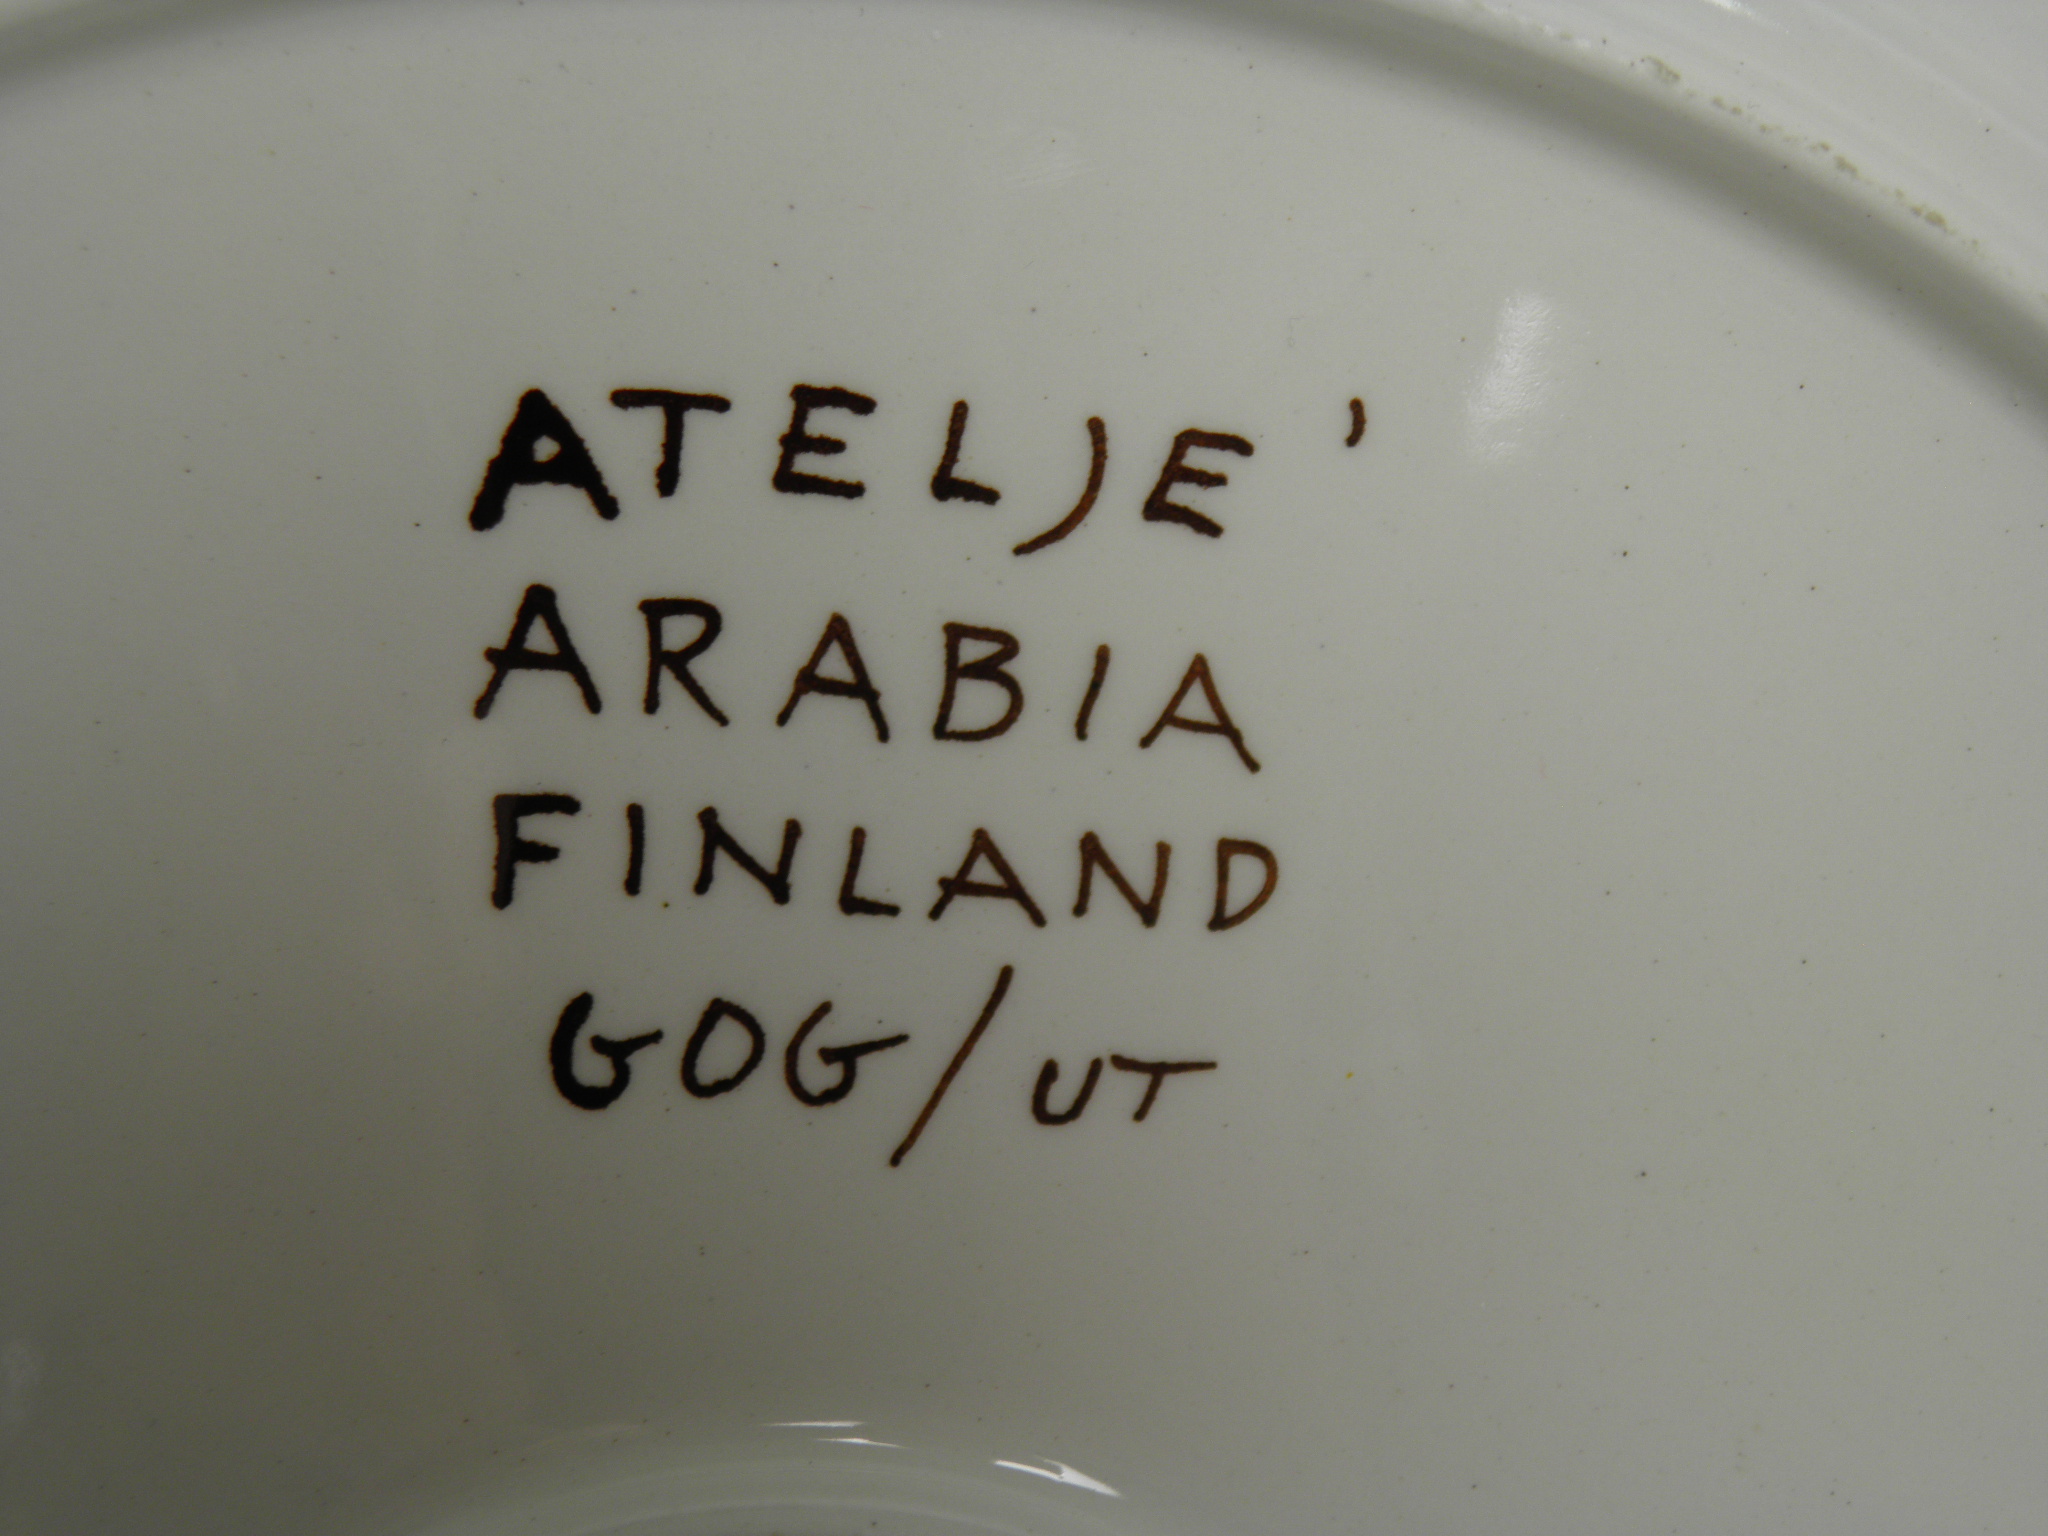 ATELJE'
ARABIA
FINLAND
GOG/UT